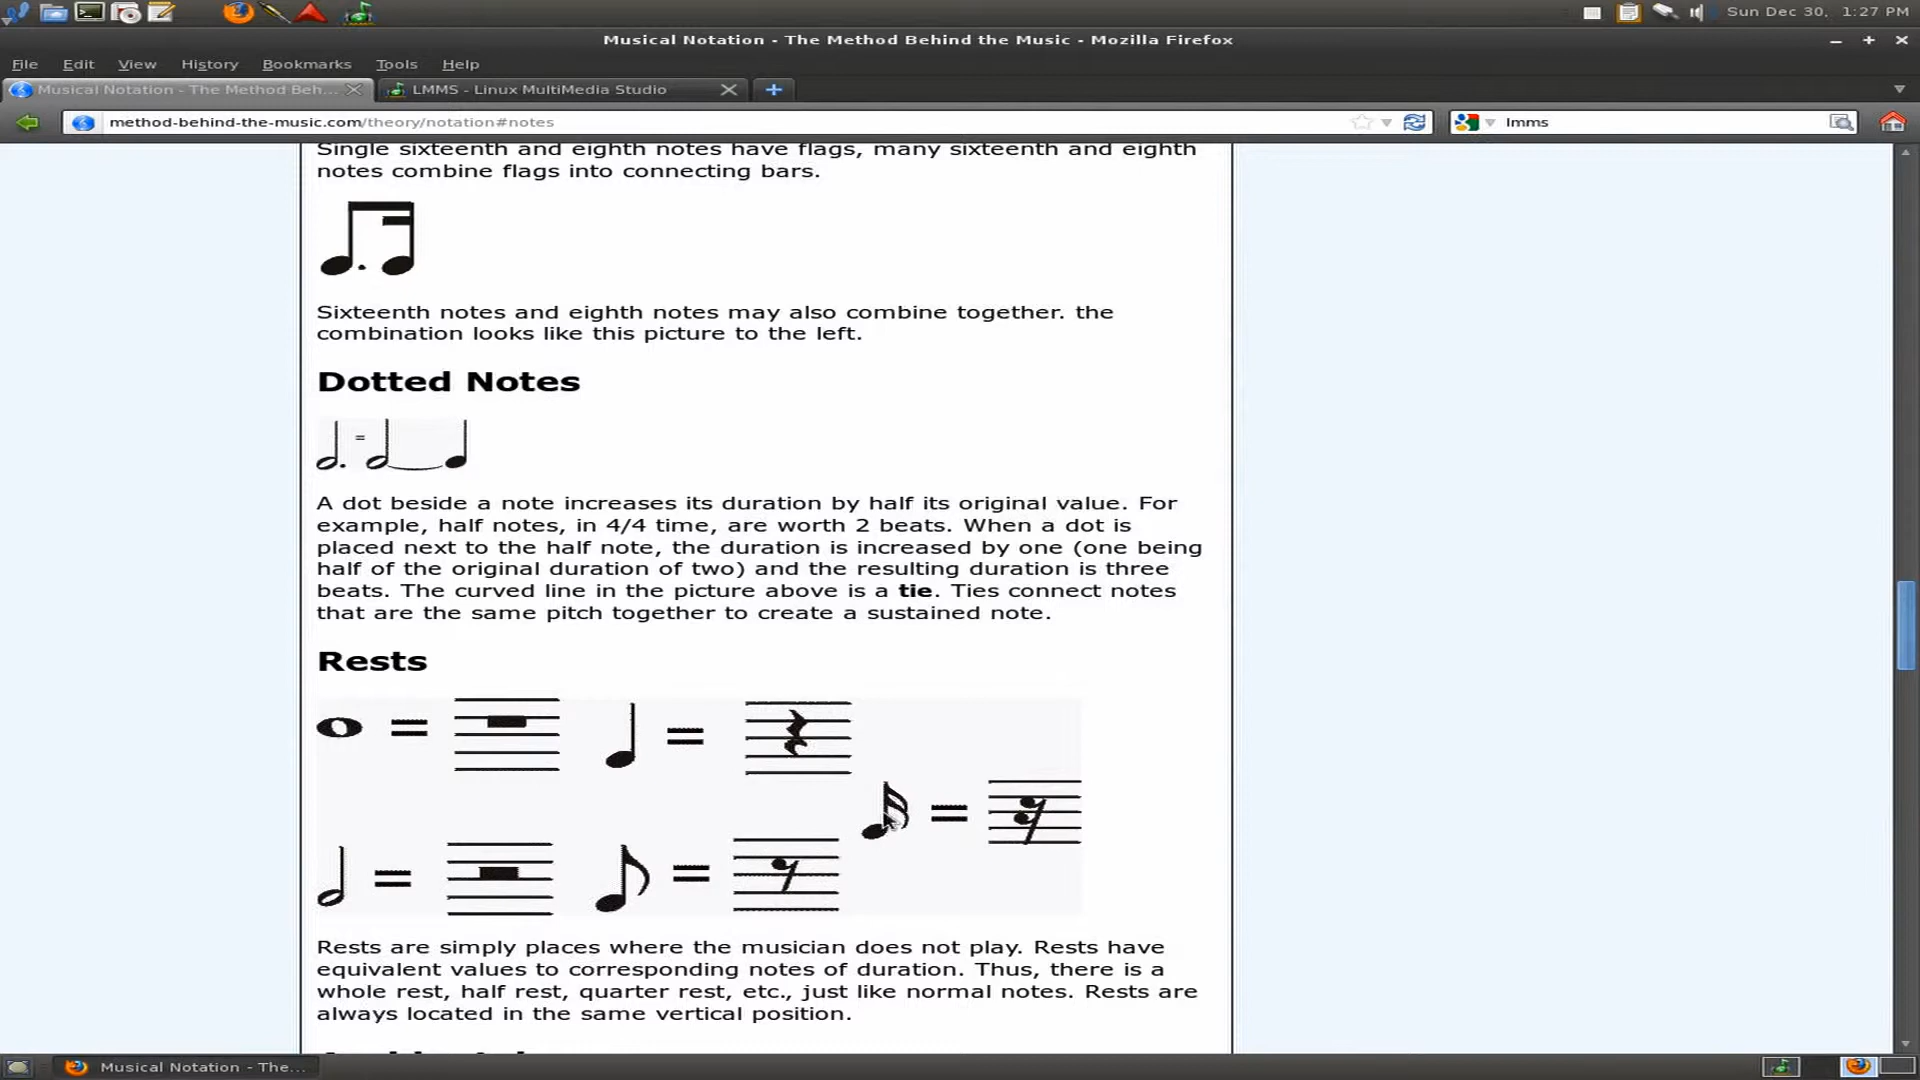 Sun Dec 30, 1:27 PM
Musical Notation - The Method Behind the Music - Mozilla Firefox
File Edit View History Bookmarks Tools Help
Musical Notation - The Method Beh... LMMS - Linux MultiMedia Studio
method-behind-the-music.com/theory/notation#notes lmms
Single sixteenth and eighth notes have flags, many sixteenth and eighth
notes combine flags into connecting bars.
Sixteenth notes and eighth notes may also combine together. the
combination looks like this picture to the left.
Dotted Notes
=
A dot beside a note increases its duration by half its original value. For
example, half notes, in 4/4 time, are worth 2 beats. When a dot is
placed next to the half note, the duration is increased by one (one being
half of the original duration of two) and the resulting duration is three
beats. The curved line in the picture above is a tie. Ties connect notes
that are the same pitch together to create a sustained note.
Rests
= =
=
= =
Rests are simply places where the musician does not play. Rests have
equivalent values to corresponding notes of duration. Thus, there is a
whole rest, half rest, quarter rest, etc., just like normal notes. Rests are
always located in the same vertical position.
Musical Notation - The...